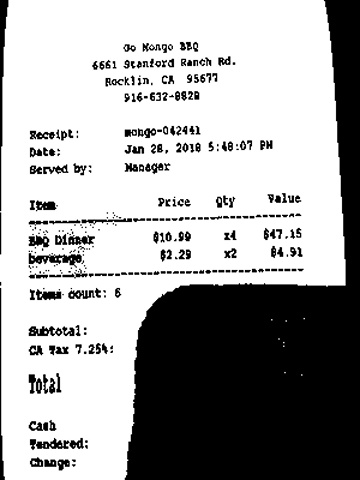 Go Mongo BBQ
6661 Stanford Ranch Rd.
Rocklin, CA 95677
916-632-8828
Receipt: mongo-042441
Date: Jan 28, 2018 5:48:07 PM
Served by: Manager
Item Price Qty Value
BBQ Dinner $10.99 x4 $47.15
beverage $2.29 x2 $4.91
Items count: 6
Subtotal:
CA Tax 7.25%:
Total
Cash
Tendered:
Change: